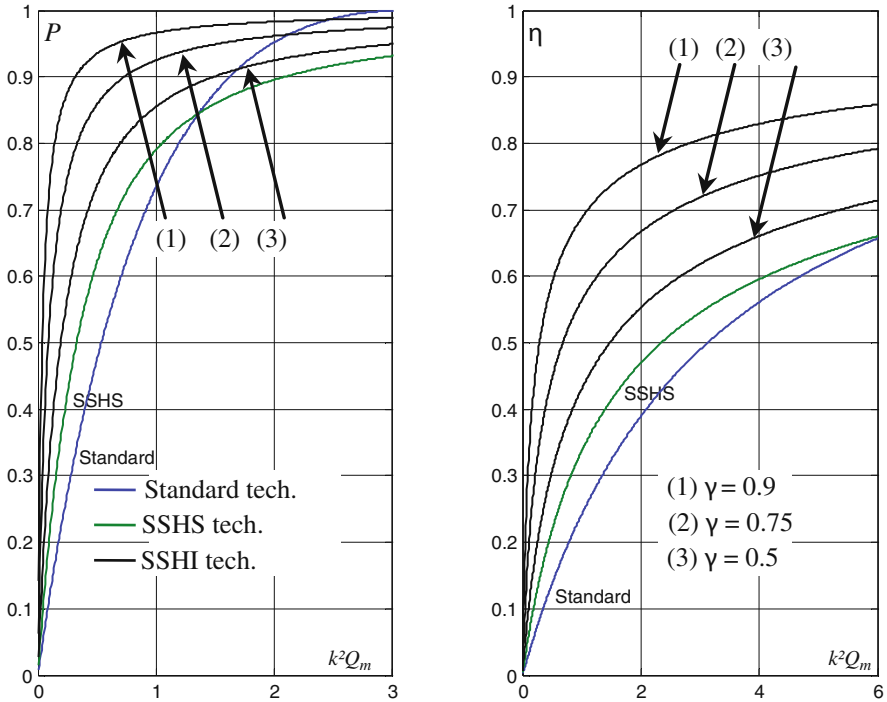 P
1
0.9
0.8
0.7
0.6
0.5
0.4
0.3
0.2
0.1
0
(1) (2) (3)
SSHS
Standard
Standard tech.
SSHS tech.
SSHI tech.
k²Qm
0 1 2 3
η
1
0.9
0.8
0.7
0.6
0.5
0.4
0.3
0.2
0.1
0
(1) (2) (3)
SSHS
(1) γ = 0.9
(2) γ = 0.75
(3) γ = 0.5
Standard
k²Qm
0 2 4 6